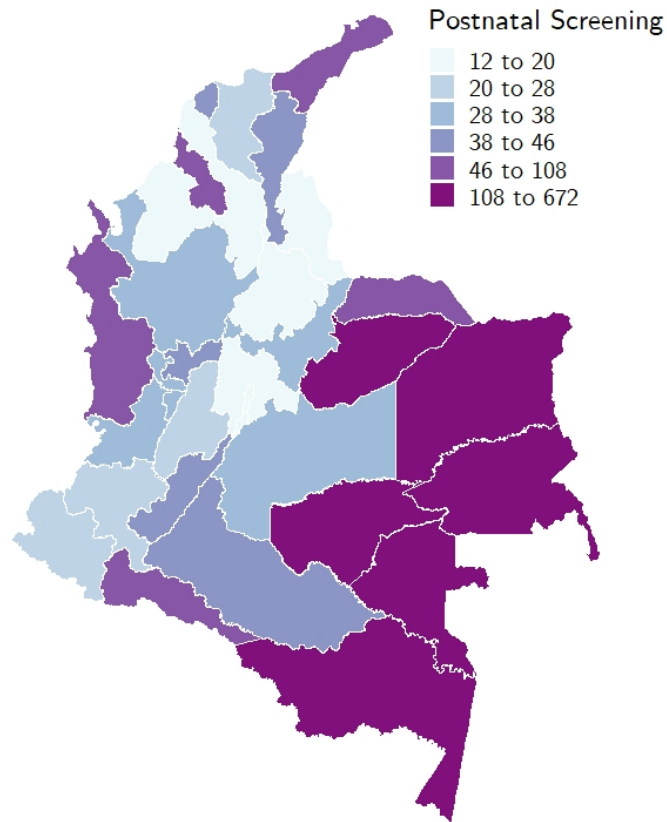 Postnatal Screening
12 to 20
20 to 28
28 to 38
38 to 46
46 to 108
108 to 672